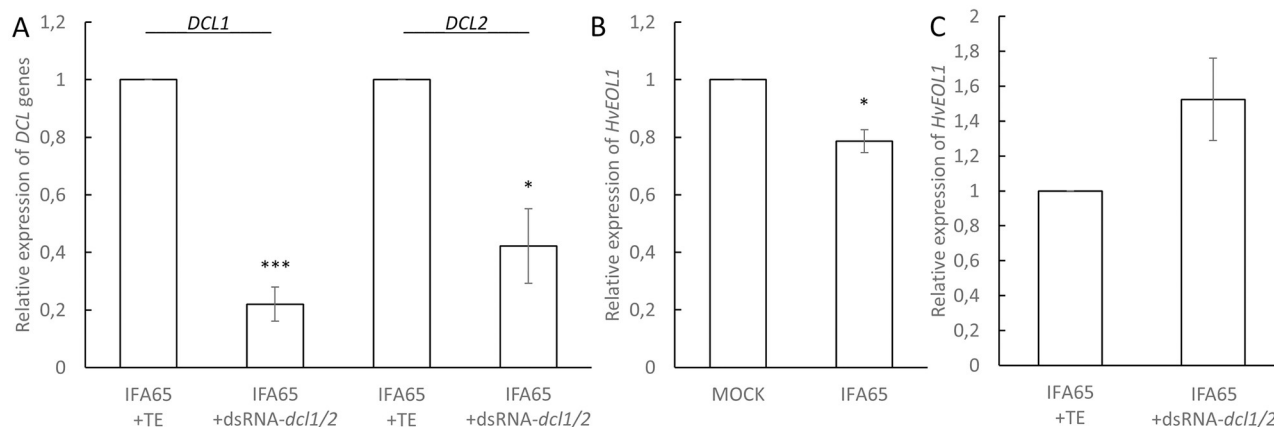 A
Relative expression of DCL genes
1,2
1
0,8
0,6
0,4
0,2
0
DCL1
DCL2
***
*
IFA65
+TE
IFA65
+dsRNA-dcl1/2
IFA65
+TE
IFA65
+dsRNA-dcl1/2
B
Relative expression of HvEOL1
1,2
1
0,8
0,6
0,4
0,2
0
*
MOCK
IFA65
C
Relative expression of HvEOL1
2
1,8
1,6
1,4
1,2
1
0,8
0,6
0,4
0,2
0
IFA65
+TE
IFA65
+dsRNA-dcl1/2